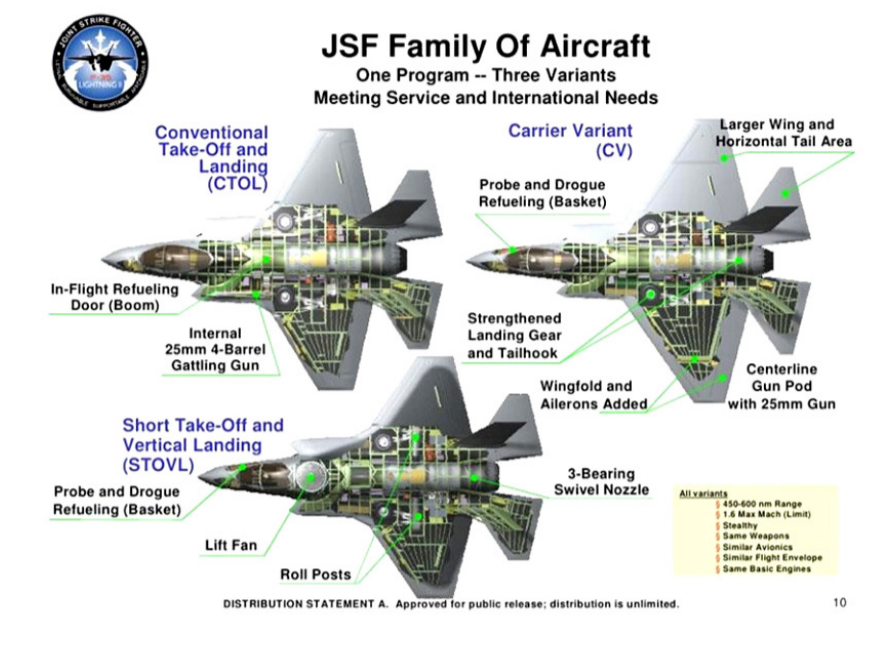 JOINT STRIKE FIGHTER
F-35
LIGHTNING II
JSF Family Of Aircraft
One Program -- Three Variants
Meeting Service and International Needs
Conventional
Take-Off and
Landing
(CTOL)
In-Flight Refueling
Door (Boom)
Internal
25mm 4-Barrel
Gattling Gun
Carrier Variant
(CV)
Larger Wing and
Horizontal Tail Area
Probe and Drogue
Refueling (Basket)
Strengthened
Landing Gear
and Tailhook
Wingfold and
Ailerons Added
Centerline
Gun Pod
with 25mm Gun
Short Take-Off and
Vertical Landing
(STOVL)
Probe and Drogue
Refueling (Basket)
Lift Fan
Roll Posts
3-Bearing
Swivel Nozzle
All variants
§ 450-600 nm Range
§ 1.6 Max Mach (Limit)
§ Stealthy
§ Same Weapons
§ Similar Avionics
§ Similar Flight Envelope
§ Same Basic Engines
DISTRIBUTION STATEMENT A. Approved for public release; distribution is unlimited.
10